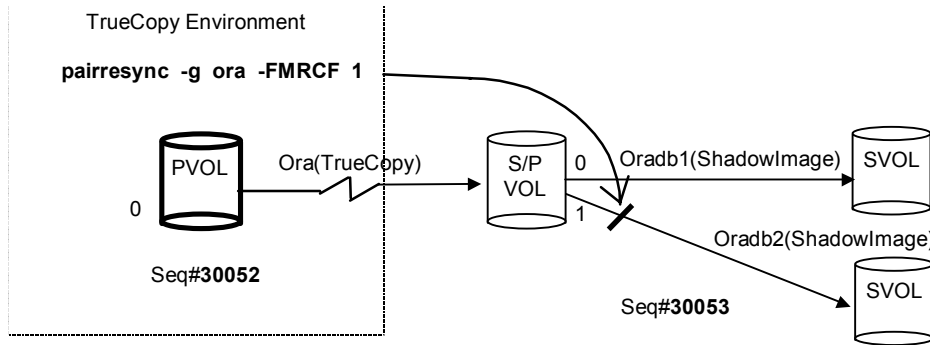 TrueCopy Environment
pairresync -g ora -FMRCF 1
PVOL
Ora(TrueCopy)
S/P
VOL
0
Oradb1(ShadowImage)
SVOL
0
1
Oradb2(ShadowImage)
Seq#30052
Seq#30053
SVOL